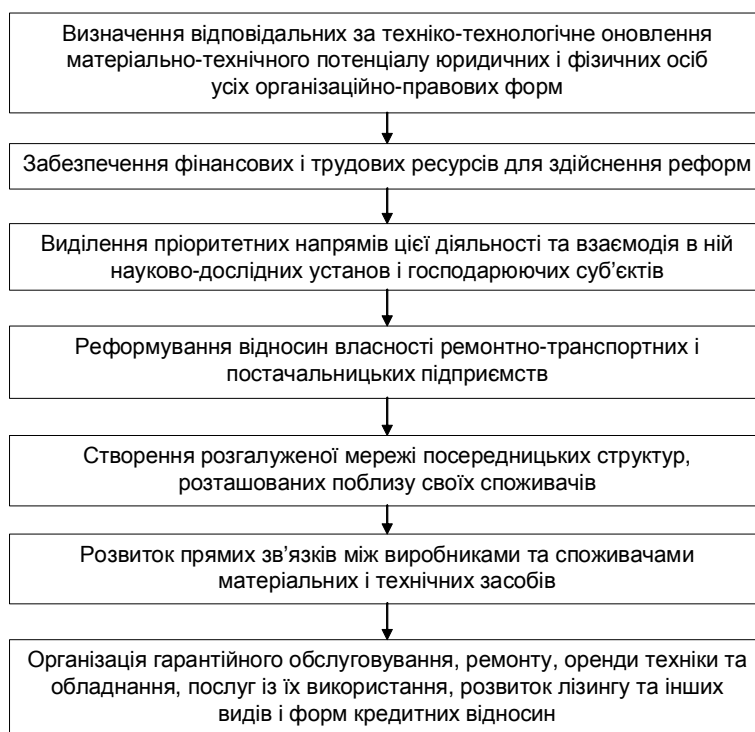 Визначення відповідальних за техніко-технологічне оновлення
матеріально-технічного потенціалу юридичних і фізичних осіб
усіх організаційно-правових форм
Забезпечення фінансових і трудових ресурсів для здійснення реформ
Виділення пріоритетних напрямів цієї діяльності та взаємодія в ній
науково-дослідних установ і господарюючих суб’єктів
Реформування відносин власності ремонтно-транспортних і
постачальницьких підприємств
Створення розгалуженої мережі посередницьких структур,
розташованих поблизу своїх споживачів
Розвиток прямих зв’язків між виробниками та споживачами
матеріальних і технічних засобів
Організація гарантійного обслуговування, ремонту, оренди техніки та
обладнання, послуг із їх використання, розвиток лізингу та інших
видів і форм кредитних відносин